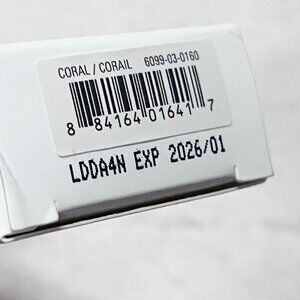 CORAL / CORAIL 6099-03-0160
8 84164 01641 7
LDDA4N EXP 2026/01